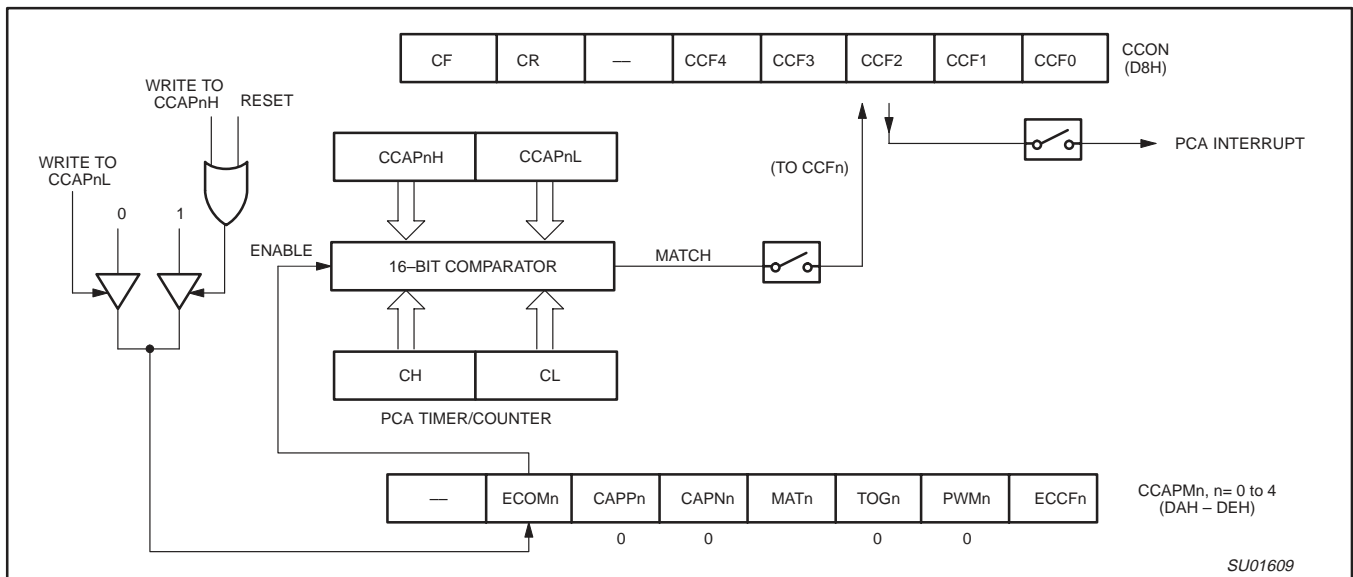 CF CR — CCF4 CCF3 CCF2 CCF1 CCF0
CCON
(D8H)
WRITE TO
CCAPnH
RESET
WRITE TO
CCAPnL
0 1
CCAPnH CCAPnL
(TO CCFn)
PCA INTERRUPT
ENABLE
16–BIT COMPARATOR
MATCH
CH CL
PCA TIMER/COUNTER
— ECOMn CAPPn CAPNn MATn TOGn PWMn ECCFn
CCAPMn, n= 0 to 4
(DAH – DEH)
0 0 0 0
SU01609